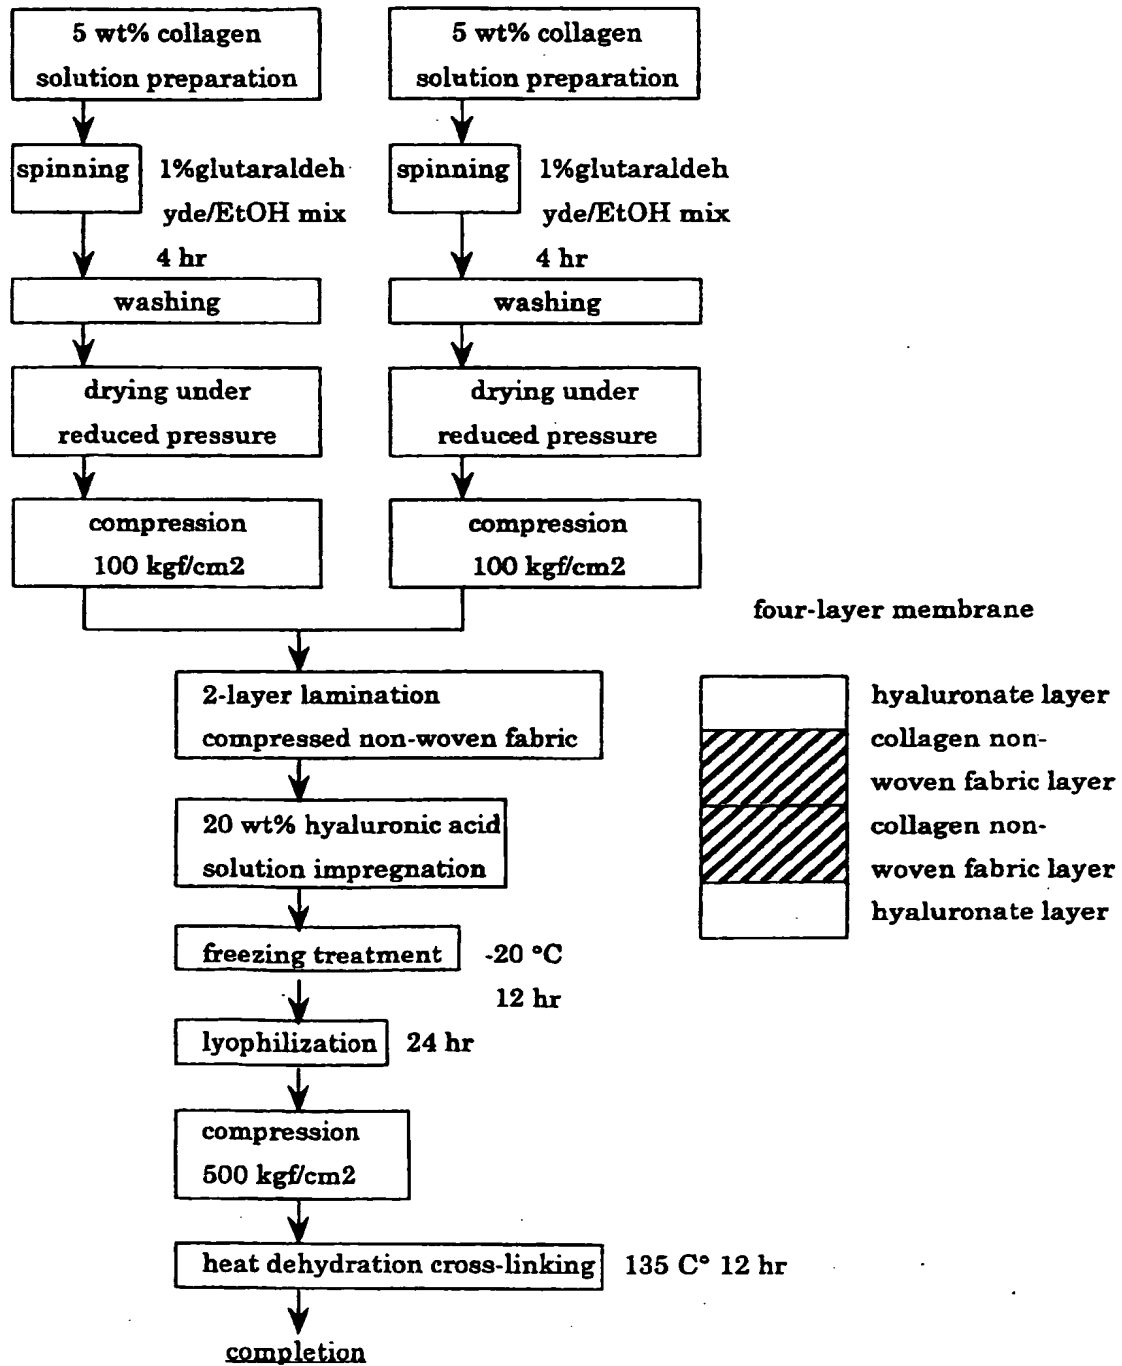 5 wt% collagen
solution preparation
5 wt% collagen
solution preparation
spinning
1%glutaraldeh
yde/EtOH mix
4 hr
spinning
1%glutaraldeh
yde/EtOH mix
4 hr
washing
washing
drying under
reduced pressure
drying under
reduced pressure
compression
100 kgf/cm2
compression
100 kgf/cm2
2-layer lamination
compressed non-woven fabric
20 wt% hyaluronic acid
solution impregnation
freezing treatment
-20 °C
12 hr
lyophilization
24 hr
compression
500 kgf/cm2
heat dehydration cross-linking
135 C° 12 hr
completion
four-layer membrane
hyaluronate layer
collagen non-
woven fabric layer
collagen non-
woven fabric layer
hyaluronate layer